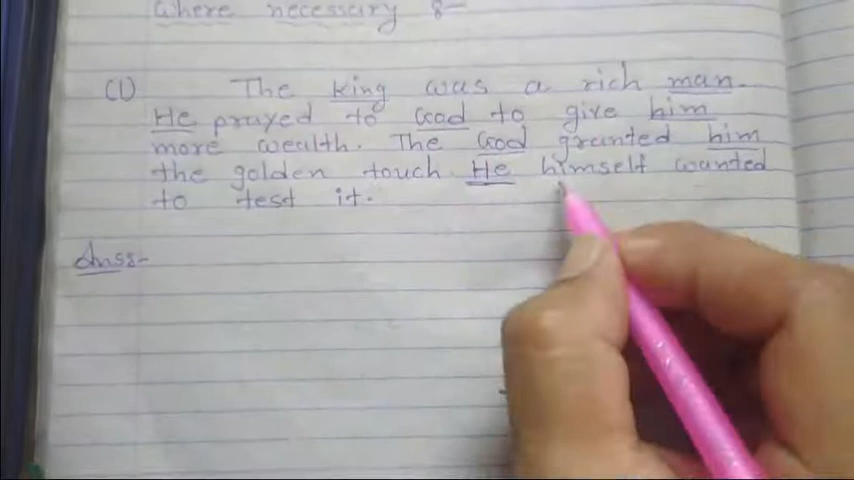 where necessary :-
(1) The king was a rich man.
He prayed to God to give him
more wealth. The God granted him
the golden touch. He himself wanted
to test it.
Ans:-